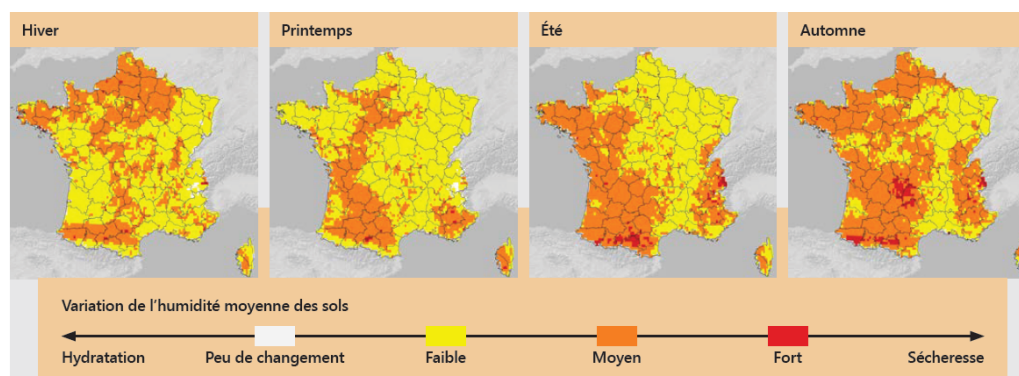 Hiver
Printemps
Été
Automne
Variation de l'humidité moyenne des sols
Hydratation
Peu de changement
Faible
Moyen
Fort
Sécheresse